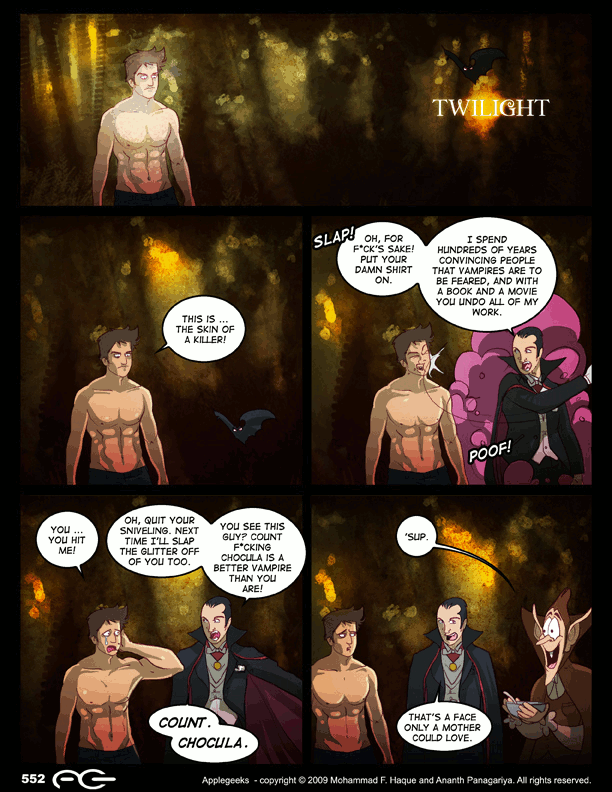 TWILIGHT
THIS IS ...
THE SKIN OF
A KILLER!
SLAP!
OH, FOR
F*CK'S SAKE!
PUT YOUR
DAMN SHIRT
ON.
I SPEND
HUNDREDS OF YEARS
CONVINCING PEOPLE
THAT VAMPIRES ARE TO
BE FEARED, AND WITH
A BOOK AND A MOVIE
YOU UNDO ALL OF MY
WORK.
POOF!
YOU ...
YOU HIT
ME!
OH, QUIT YOUR
SNIVELING. NEXT
TIME I'LL SLAP
THE GLITTER OFF
OF YOU TOO.
YOU SEE THIS
GUY? COUNT
F*CKING
CHOCULA IS A
BETTER VAMPIRE
THAN YOU
ARE!
COUNT.
CHOCULA.
'SUP.
THAT'S A FACE
ONLY A MOTHER
COULD LOVE.
552 AG
Applegeeks - copyright © 2009 Mohammad F. Haque and Ananth Panagariya. All rights reserved.